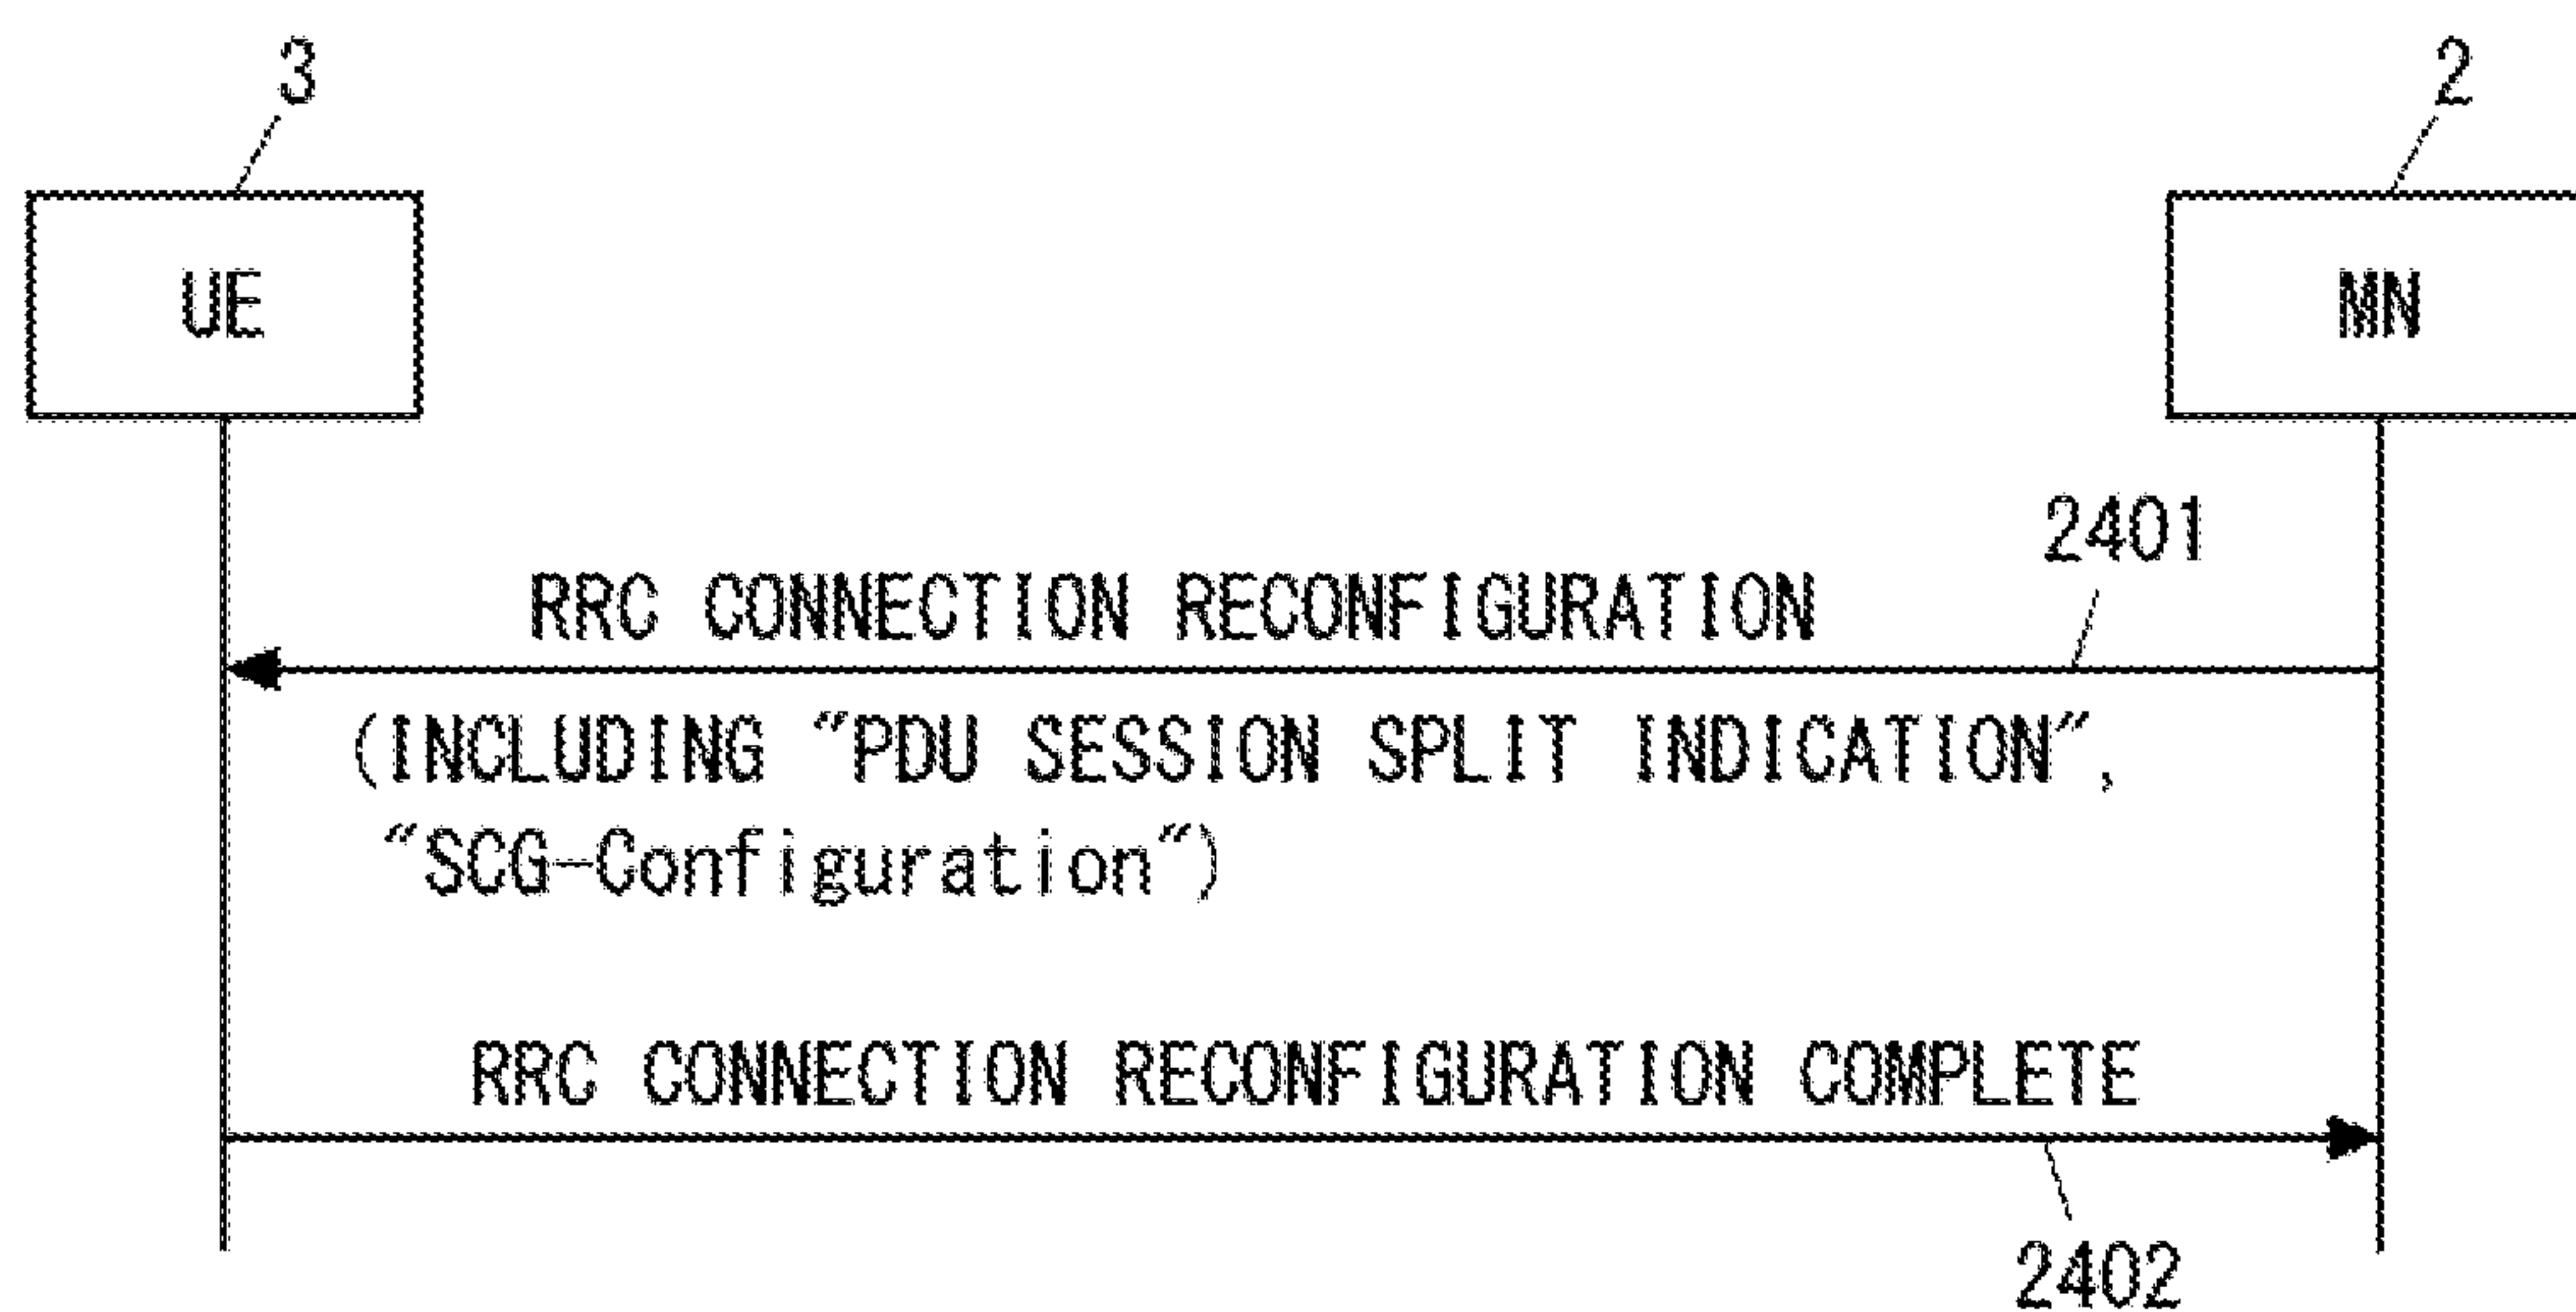 3
2
UE
MN
2401
RRC CONNECTION RECONFIGURATION
(INCLUDING "PDU SESSION SPLIT INDICATION",
"SCG-Configuration")
RRC CONNECTION RECONFIGURATION COMPLETE
2402